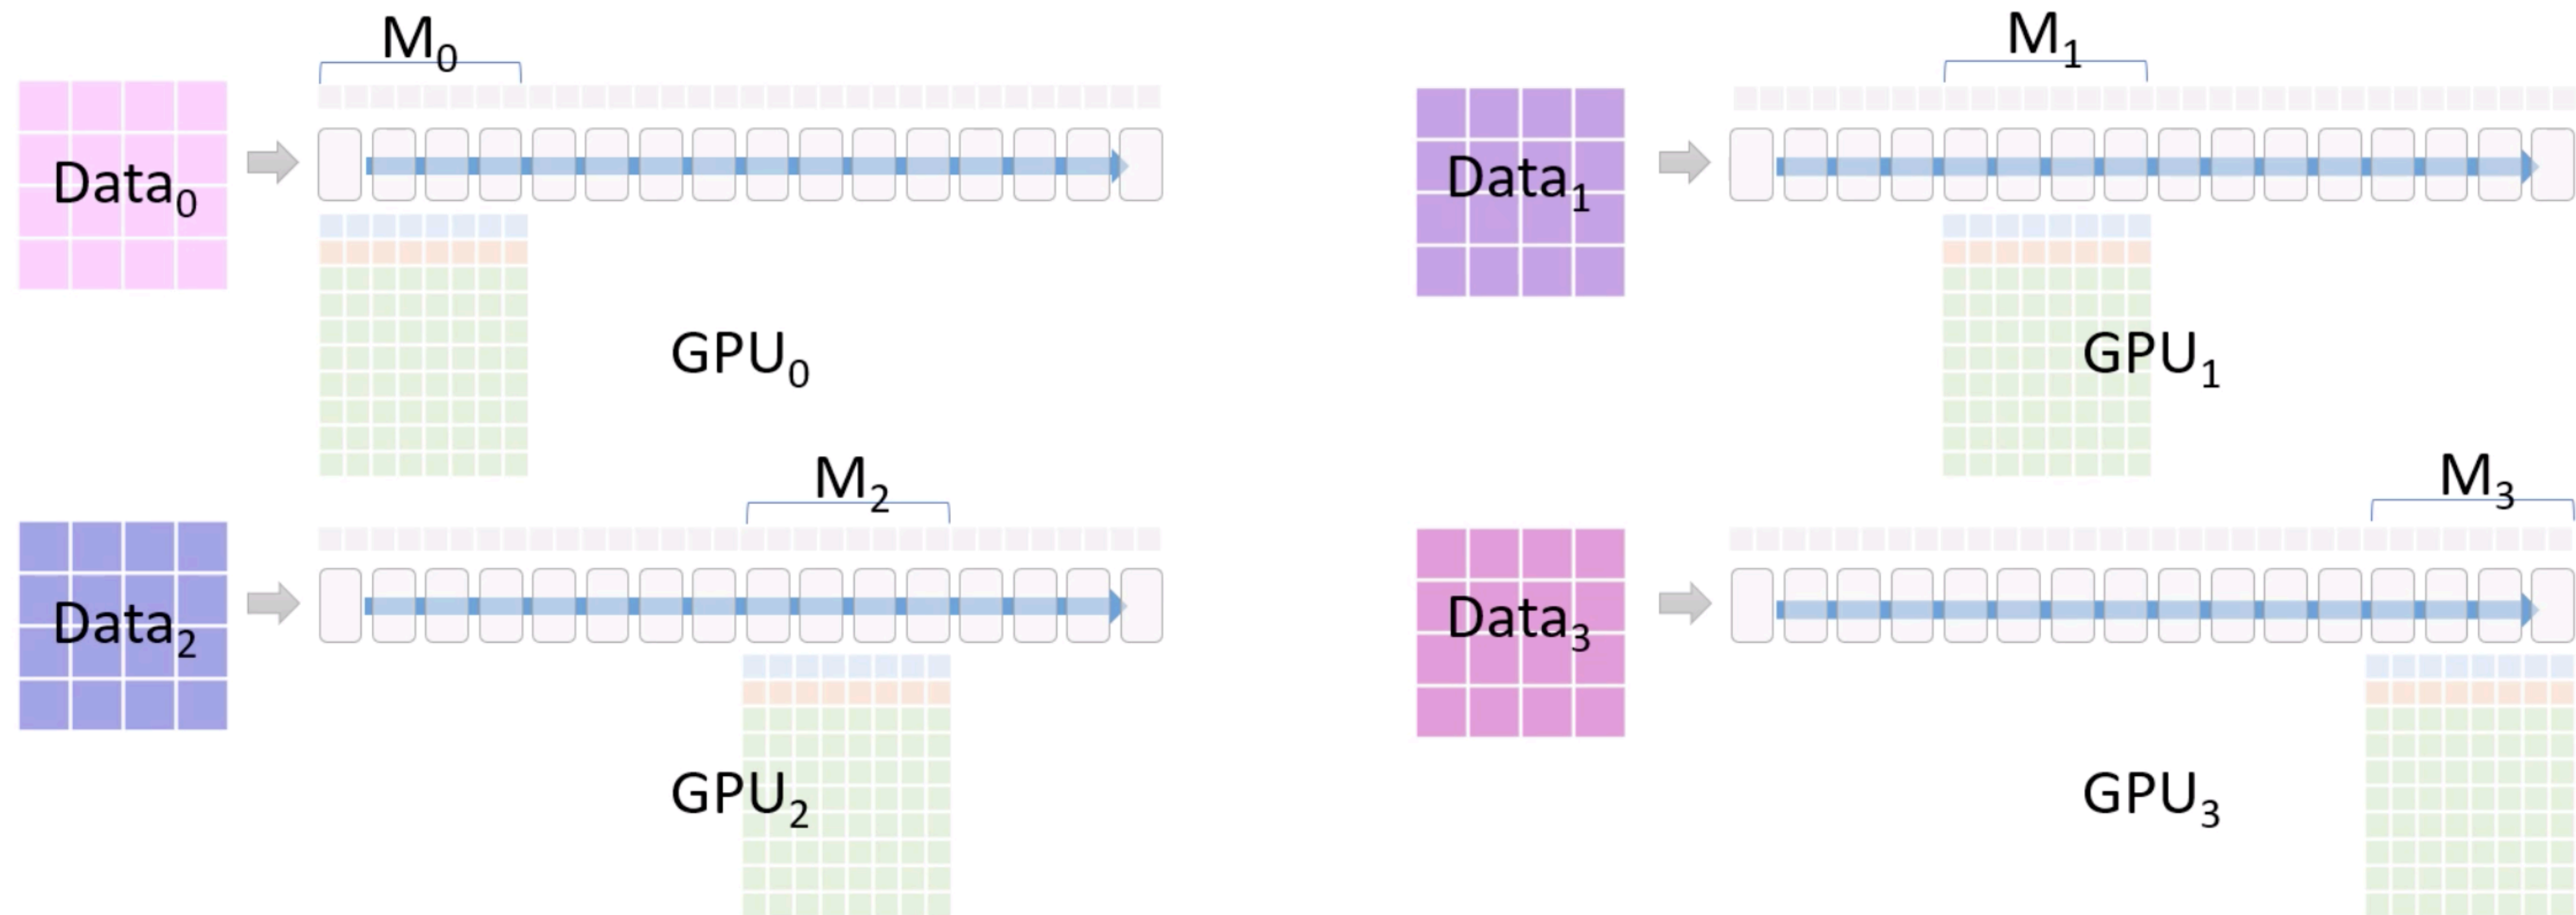 M₀
Data₀
GPU₀
M₁
Data₁
GPU₁
M₂
Data₂
GPU₂
M₃
Data₃
GPU₃